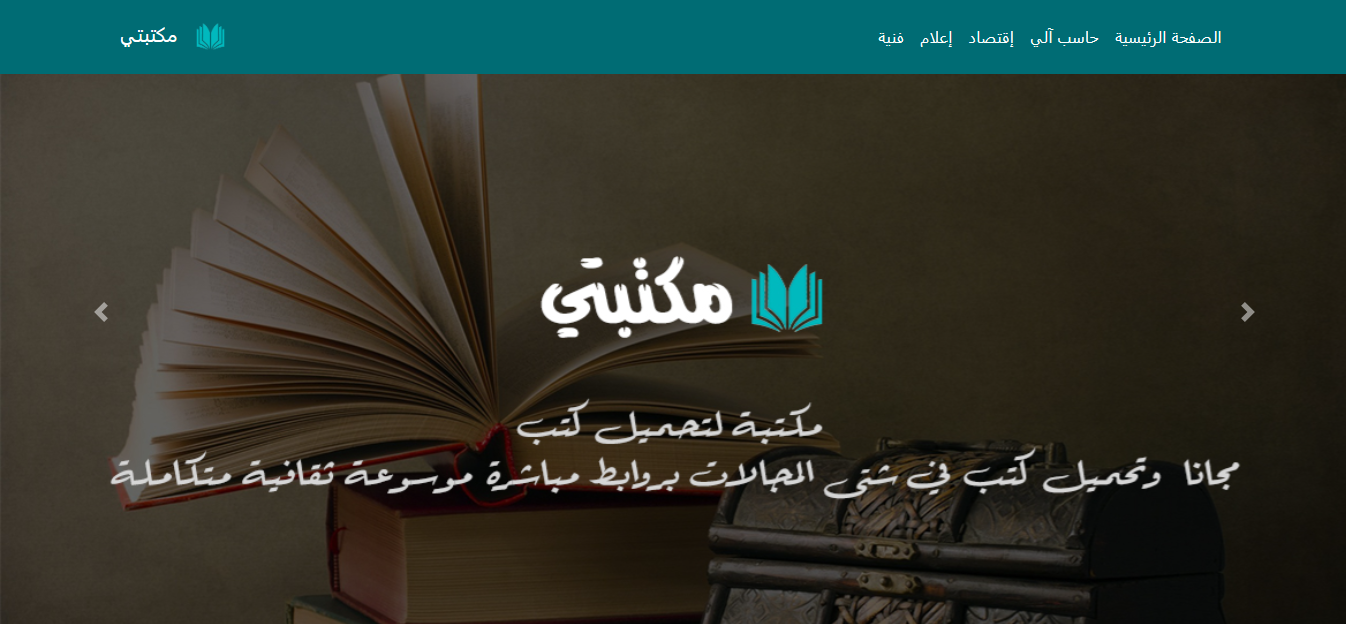 الصفحة الرئيسية حاسب آلي إقتصاد إعلام فنية
مكتبتي
مكتبتي
مكتبة لتحميل كتب
مجانا وتحميل كتب في شتى المجالات بروابط مباشرة موسوعة ثقافية متكاملة